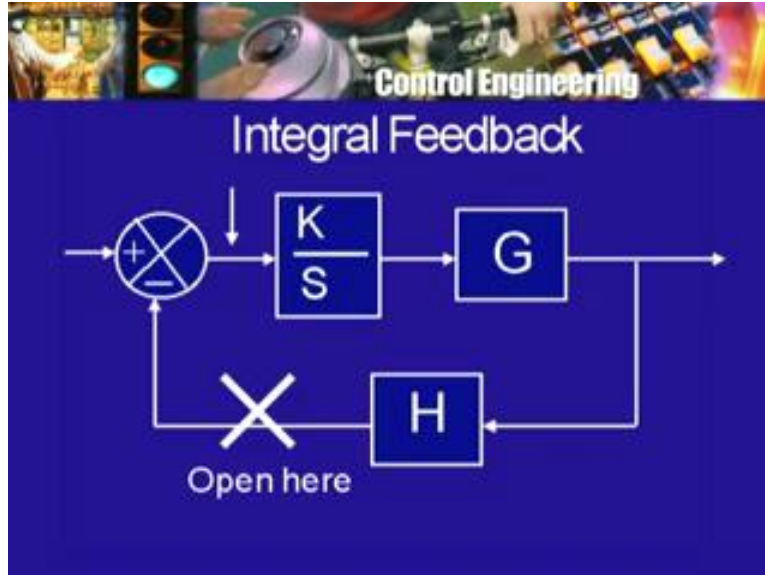 Control Engineering
Integral Feedback
+
K
S
G
−
H
Open here